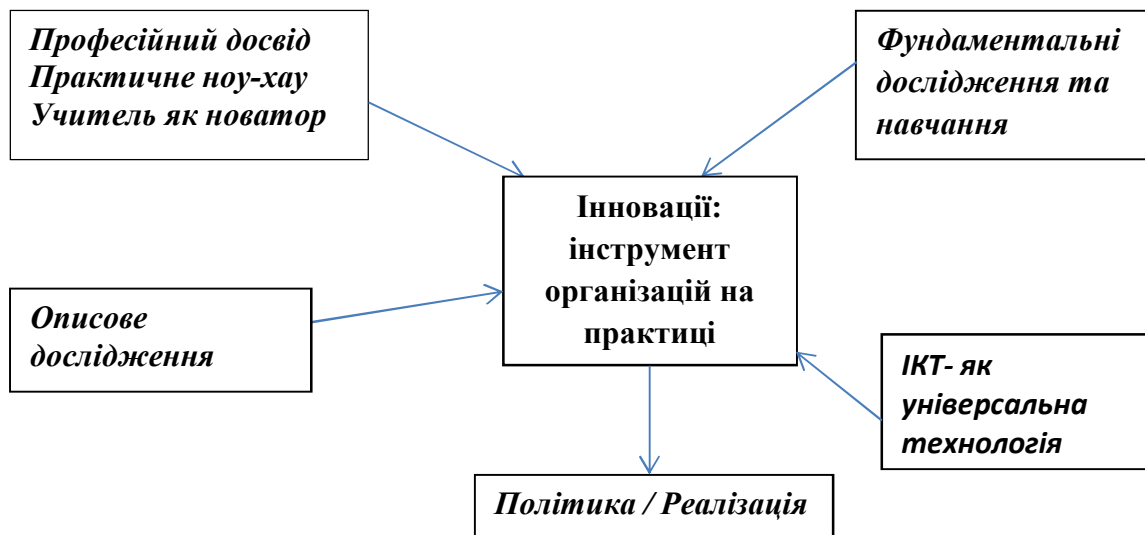 Професійний досвід
Практичне ноу-хау
Учитель як новатор
Фундаментальні
дослідження та
навчання
Інновації:
інструмент
організацій на
практиці
Описове
дослідження
ІКТ- як
універсальна
технологія
Політика / Реалізація